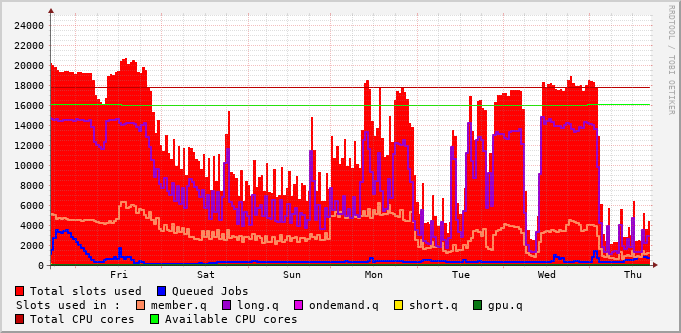 RRDTOOL / TOBI OETIKER
24000
22000
20000
18000
16000
14000
12000
10000
8000
6000
4000
2000
0
Fri Sat Sun Mon Tue Wed Thu
Total slots used Queued Jobs
Slots used in : member.q long.q ondemand.q short.q gpu.q
Total CPU cores Available CPU cores